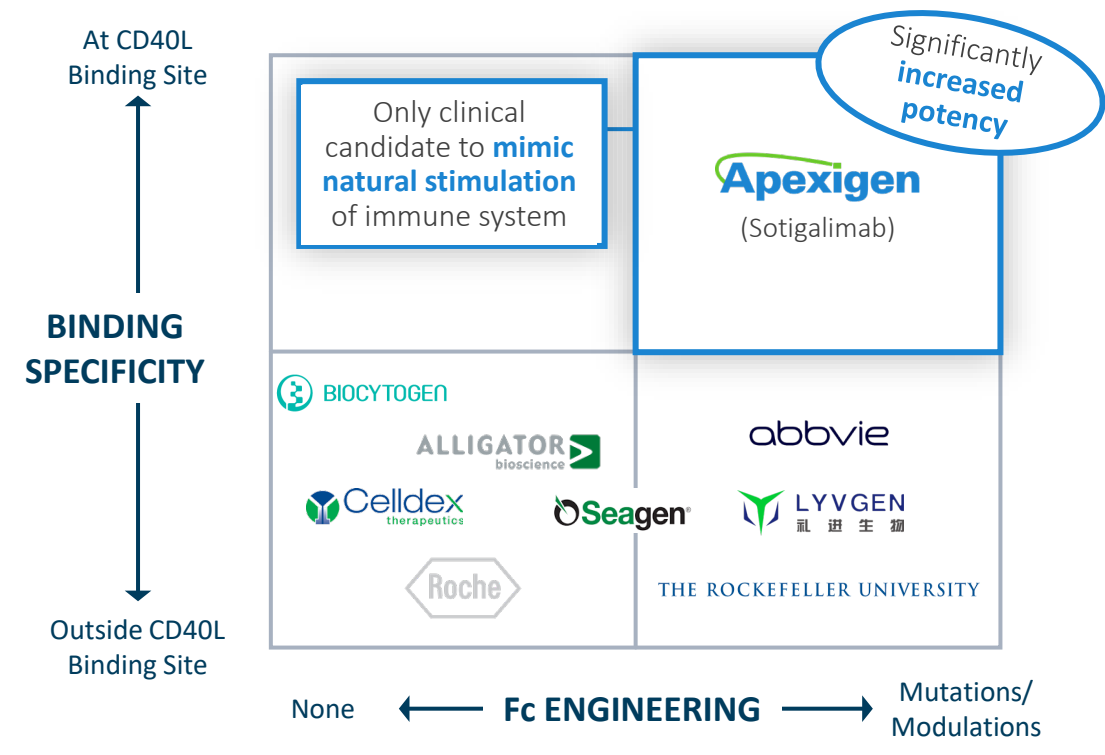 At CD40L
Binding Site
Significantly
increased
potency
Only clinical
candidate to mimic
natural stimulation
of immune system
Apexigen
(Sotigalimab)
BINDING
SPECIFICITY
BIOCYTOGEN
ALLIGATOR
bioscience
abbvie
Celldex
therapeutics
Seagen®
LYVGEN
礼 进 生 物
Roche
THE ROCKEFELLER UNIVERSITY
Outside CD40L
Binding Site
None
Fc ENGINEERING
Mutations/
Modulations